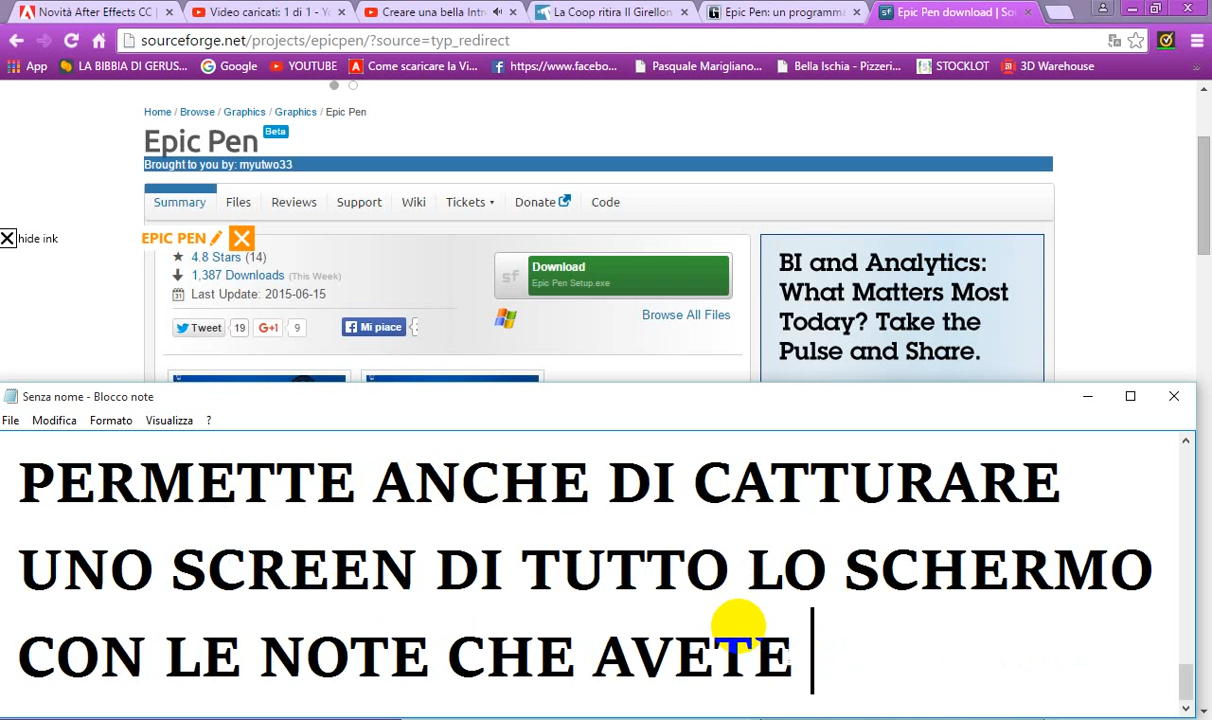 Novità After Effects CC |
Video caricati: 1 di 1 - Yo
Creare una bella Intr
La Coop ritira Il Girellon
Epic Pen: un programma
Epic Pen download | So
sourceforge.net/projects/epicpen/?source=typ_redirect
App
LA BIBBIA DI GERUS...
Google
YOUTUBE
Come scaricare la Vi...
https://www.facebo...
Pasquale Marigliano...
Bella Ischia - Pizzeri...
STOCKLOT
3D Warehouse
»
Home / Browse / Graphics / Graphics / Epic Pen
Epic Pen Beta
Brought to you by: myutwo33
Summary
Files
Reviews
Support
Wiki
Tickets
Donate
Code
hide ink
EPIC PEN
4.8 Stars (14)
1,387 Downloads (This Week)
Last Update: 2015-06-15
Tweet
19
G+1
9
Mi piace
sf
Download
Epic Pen Setup.exe
Browse All Files
BI and Analytics:
What Matters Most
Today? Take the
Pulse and Share.
Senza nome - Blocco note
File
Modifica
Formato
Visualizza
?
PERMETTE ANCHE DI CATTURARE
UNO SCREEN DI TUTTO LO SCHERMO
CON LE NOTE CHE AVETE